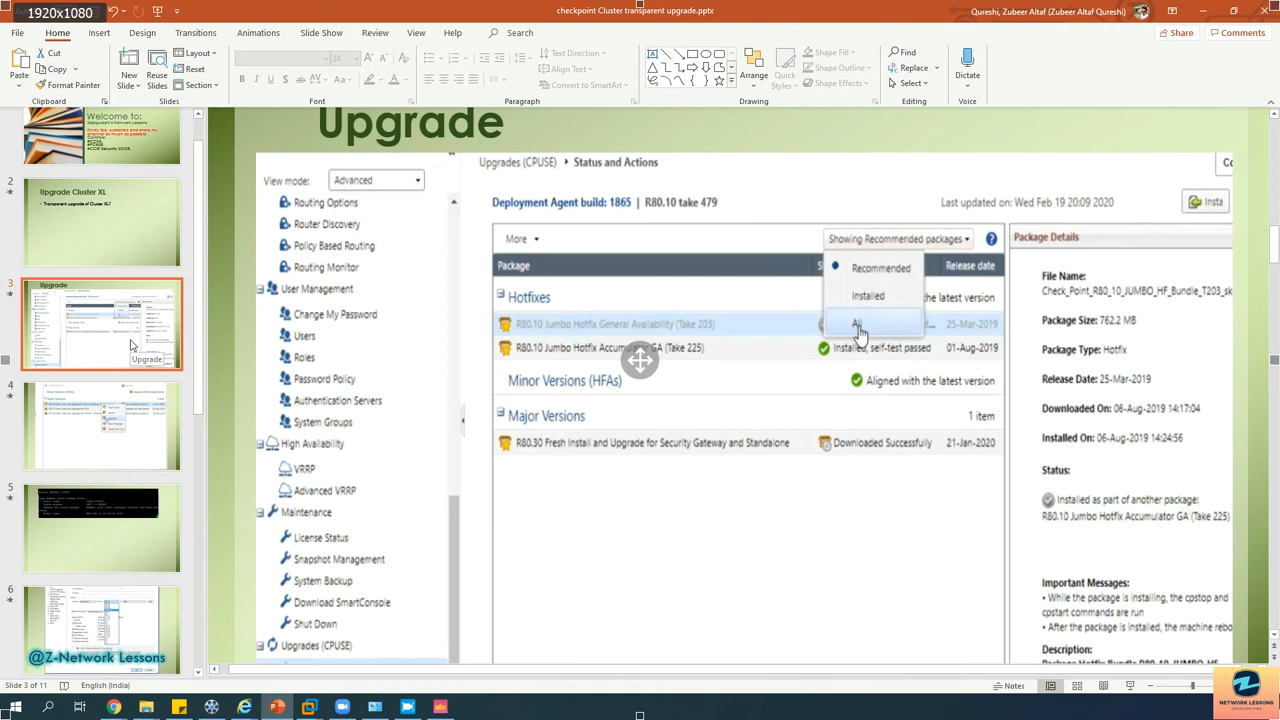 1920x1080
checkpoint Cluster transparent upgrade.pptx
Qureshi, Zubeer Altaf (Zubeer Altaf Qureshi)
File Home Insert Design Transitions Animations Slide Show Review View Help Search
Share Comments
Paste
Cut
Copy
Format Painter
Clipboard
New Slide
Reuse Slides
Layout
Reset
Section
Slides
24
Font
Paragraph
Text Direction
Align Text
Convert to SmartArt
Arrange
Quick Styles
Shape Fill
Shape Outline
Shape Effects
Drawing
Find
Replace
Select
Editing
Dictate
Voice
Welcome to:
2
Upgrade Cluster XL
Transparent upgrade of Cluster XL?
3
Upgrade
Upgrade
4
5
6
@Z-Network Lessons
Upgrade
View mode: Advanced
Routing Options
Router Discovery
Policy Based Routing
Routing Monitor
User Management
Change My Password
Users
Roles
Password Policy
Authentication Servers
System Groups
High Availability
VRRP
Advanced VRRP
Maintenance
License Status
Snapshot Management
System Backup
Download SmartConsole
Shut Down
Upgrades (CPUSE)
Upgrades (CPUSE) Status and Actions
Co
Deployment Agent build: 1865 | R80.10 take 479
Last updated on: Wed Feb 19 20:09 2020
Insta
More
Showing Recommended packages
Package S Release date
Recommended
Installed
Hotfixes
the latest version
R80.10 Jumbo Hotfix General Availability (Take 203) 25-Mar-2019
R80.10 Jumbo Hotfix Accumulator GA (Take 225) Installed, self-test passed 01-Aug-2019
Minor Versions (HFAs) Aligned with the latest version
Major Versions 1 item
R80.30 Fresh Install and Upgrade for Security Gateway and Standalone Downloaded Successfully 21-Jan-2020
Package Details
File Name:
Check_Point_R80_10_JUMBO_HF_Bundle_T203_sk
Package Size: 762.2 MB
Package Type: Hotfix
Release Date: 25-Mar-2019
Downloaded On: 06-Aug-2019 14:17:04
Installed On: 06-Aug-2019 14:24:56
Status:
Installed as part of another packa
R80.10 Jumbo Hotfix Accumulator GA (Take 225)
Important Messages:
• While the package is installing, the cpstop and
cpstart commands are run
• After the package is installed, the machine rebo
Description:
Slide 3 of 11 English (India)
Notes
NETWORK LESSONS